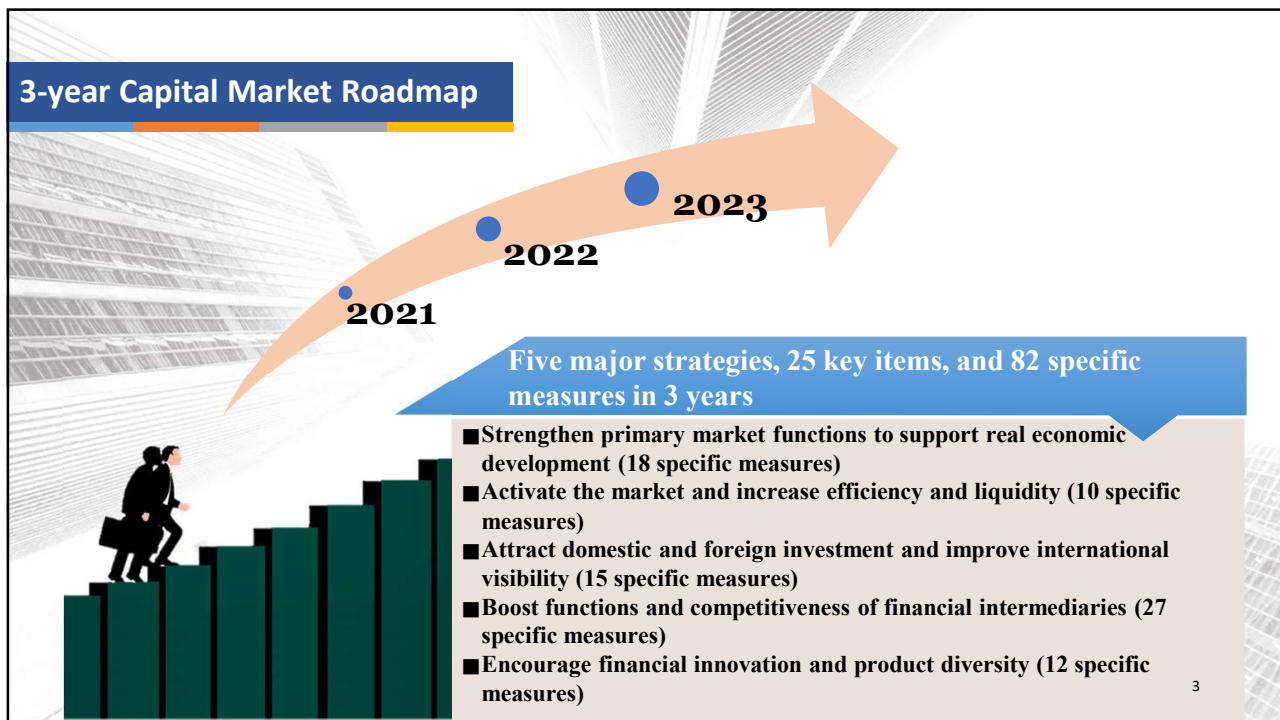 3-year Capital Market Roadmap
2023
2022
2021
Five major strategies, 25 key items, and 82 specific
measures in 3 years
■Strengthen primary market functions to support real economic
development (18 specific measures)
■Activate the market and increase efficiency and liquidity (10 specific
measures)
■Attract domestic and foreign investment and improve international
visibility (15 specific measures)
■Boost functions and competitiveness of financial intermediaries (27
specific measures)
■Encourage financial innovation and product diversity (12 specific
measures)
3